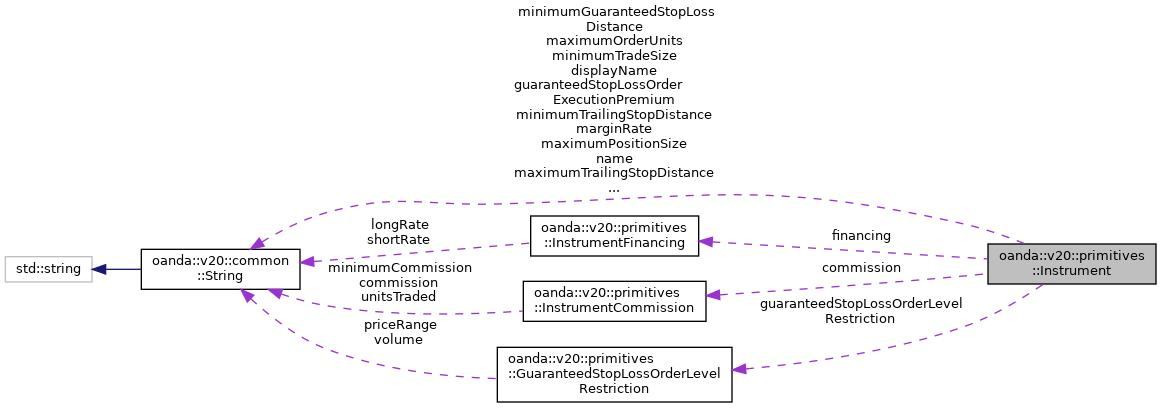 minimumGuaranteedStopLoss
Distance
maximumOrderUnits
minimumTradeSize
displayName
guaranteedStopLossOrder
ExecutionPremium
minimumTrailingStopDistance
marginRate
maximumPositionSize
name
maximumTrailingStopDistance
...
longRate
shortRate
oanda::v20::primitives
::InstrumentFinancing
financing
oanda::v20::primitives
::Instrument
std::string
oanda::v20::common
::String
minimumCommission
commission
unitsTraded
oanda::v20::primitives
::InstrumentCommission
commission
guaranteedStopLossOrderLevel
Restriction
priceRange
volume
oanda::v20::primitives
::GuaranteedStopLossOrderLevel
Restriction